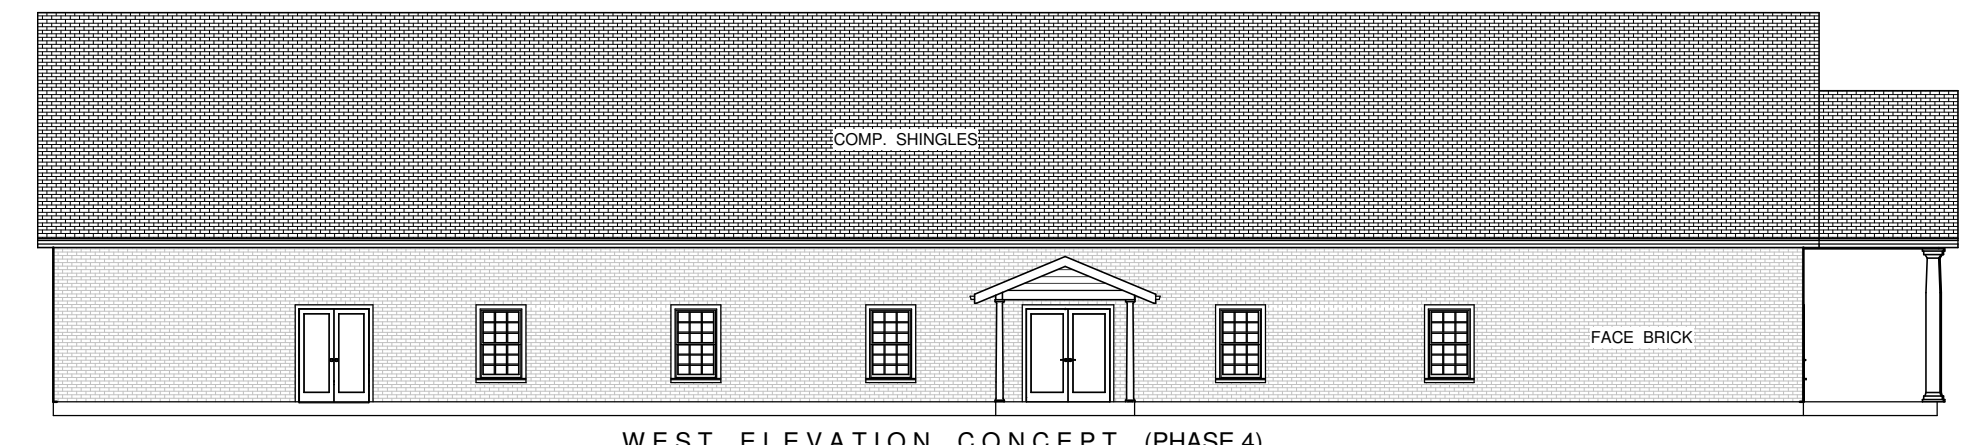 COMP. SHINGLES
FACE BRICK
WEST ELEVATION CONCEPT (PHASE 4)